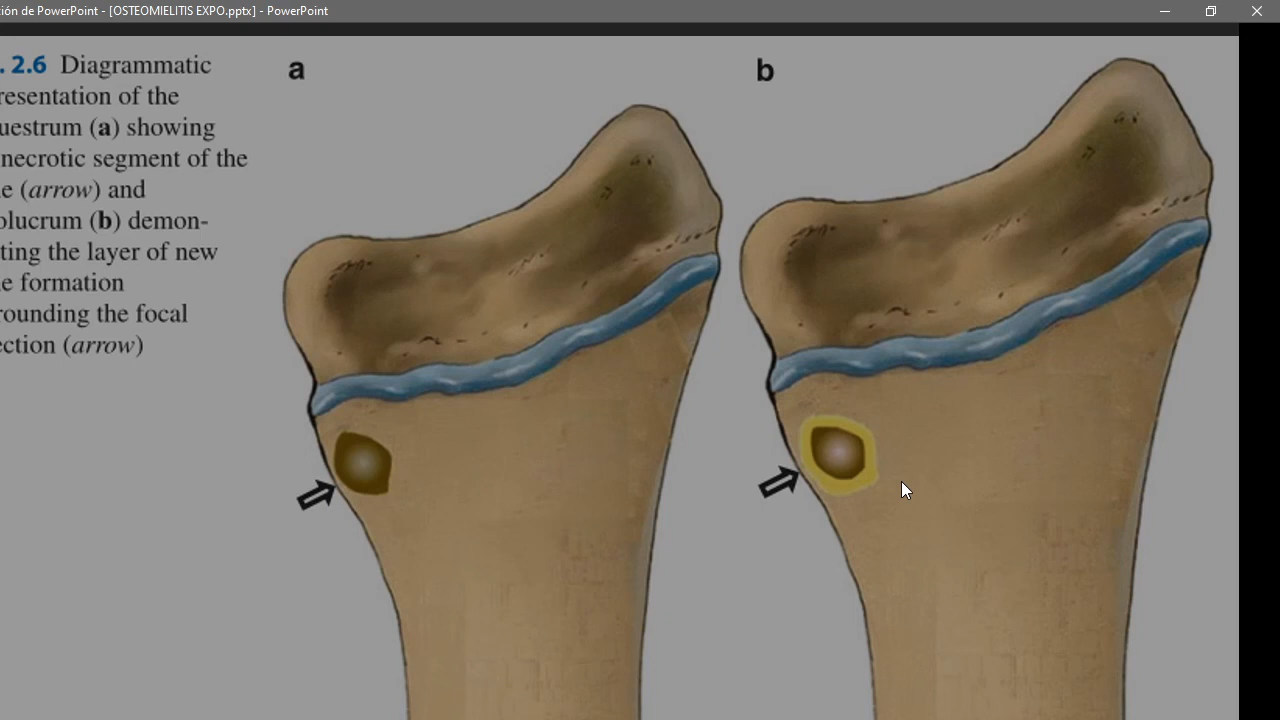 ción de PowerPoint - [OSTEOMIELITIS EXPO.pptx] - PowerPoint
. 2.6 Diagrammatic
resentation of the
uestrum (a) showing
necrotic segment of the
e (arrow) and
olucrum (b) demon-
ting the layer of new
e formation
rounding the focal
ection (arrow)
a
b